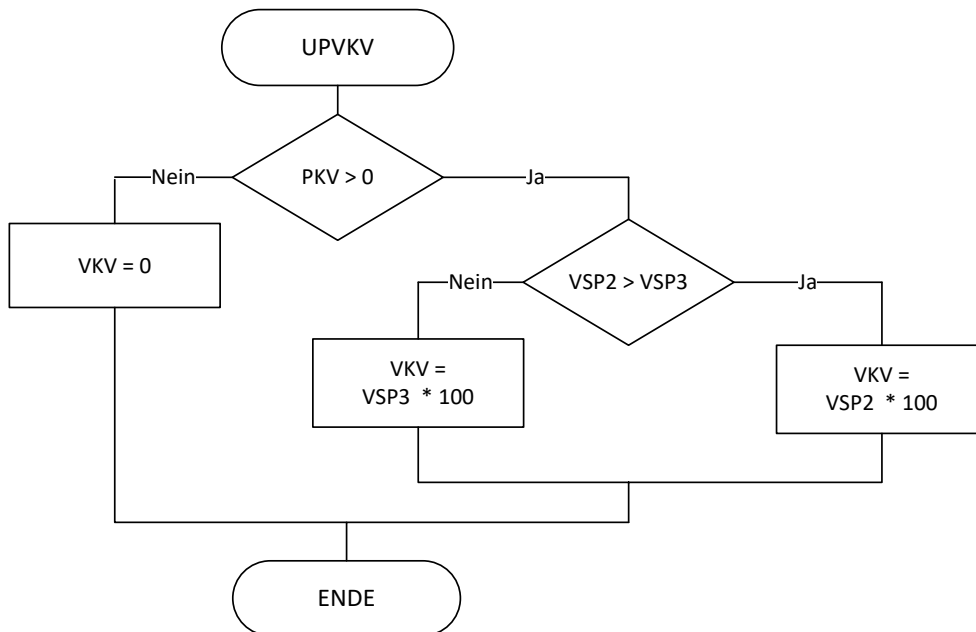 UPVKV
PKV > 0
Nein
Ja
VKV = 0
VSP2 > VSP3
Nein
Ja
VKV =
VSP3 * 100
VKV =
VSP2 * 100
ENDE